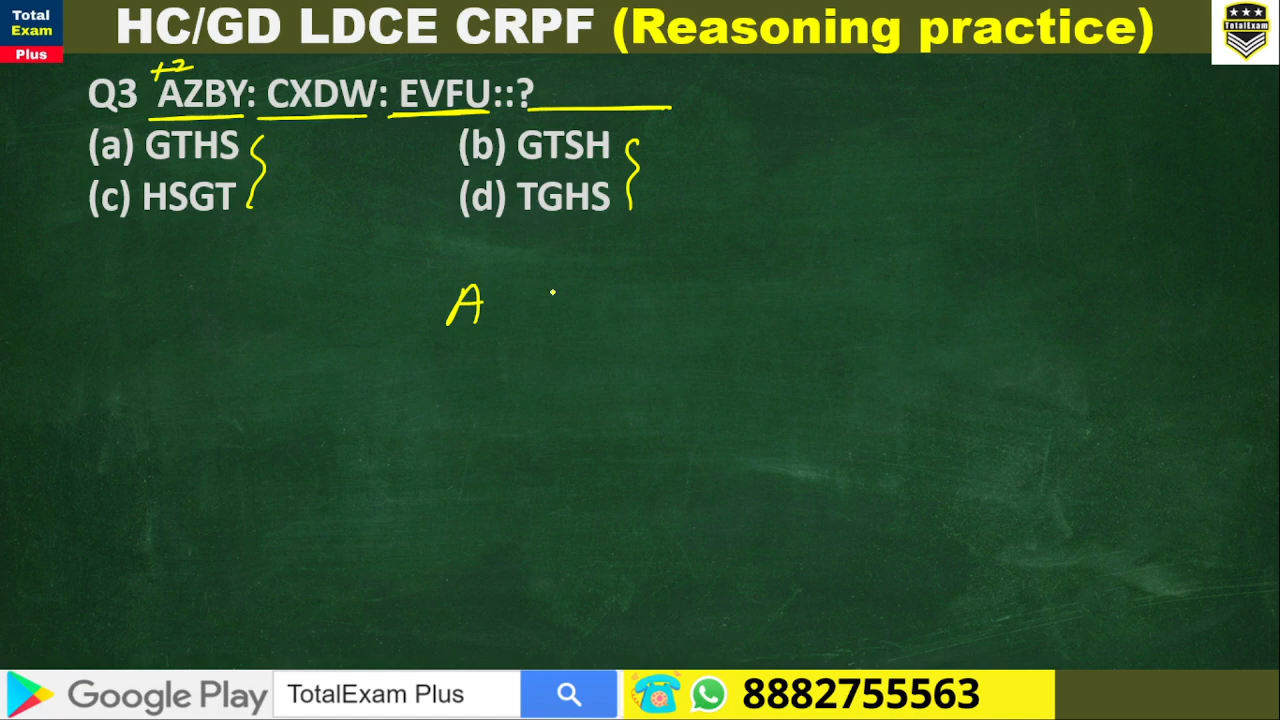 Total
Exam
Plus
HC/GD LDCE CRPF (Reasoning practice)
TotalExam
+2
Q3 AZBY: CXDW: EVFU::?
(a) GTHS (b) GTSH
(c) HSGT (d) TGHS
A
Google Play TotalExam Plus 8882755563